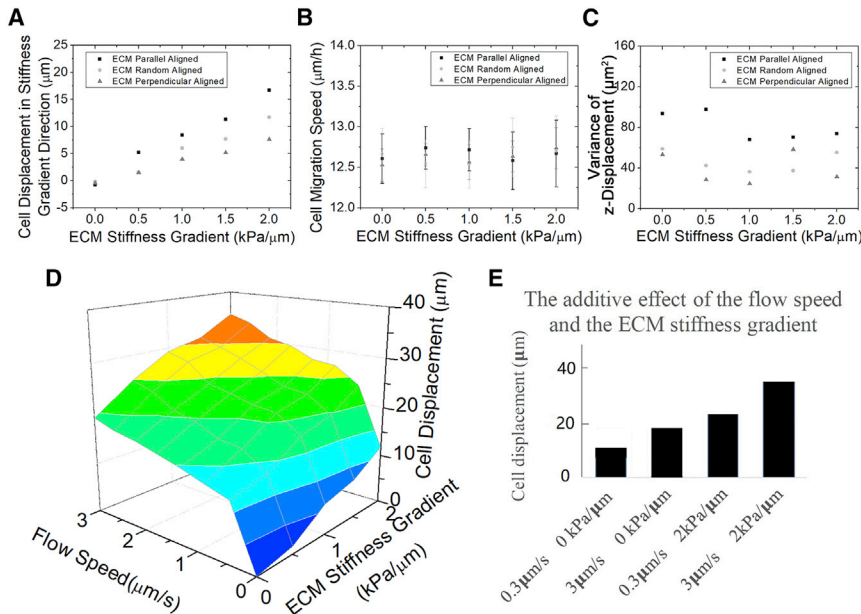 A
Cell Displacement in Stiffness
Gradient Direction (μm)
25
20
15
10
5
0
-5
ECM Parallel Aligned
ECM Random Aligned
ECM Perpendicular Aligned
0.0 0.5 1.0 1.5 2.0
ECM Stiffness Gradient (kPa/μm)
B
Cell Migration Speed (μm/h)
14.0
13.5
13.0
12.5
12.0
ECM Parallel Aligned
ECM Random Aligned
ECM Perpendicular Aligned
0.0 0.5 1.0 1.5 2.0
ECM Stiffness Gradient (kPa/μm)
C
Variance of
z-Displacement(μm²)
160
120
80
40
0
ECM Parallel Aligned
ECM Random Aligned
ECM Perpendicular Aligned
0.0 0.5 1.0 1.5 2.0
ECM Stiffness Gradient (kPa/μm)
D
40
30
20
10
0
Cell Displacement (μm)
3
2
1
0
Flow Speed(μm/s)
0
7
2
ECM Stiffness Gradient
(kPa/μm)
E
The additive effect of the flow speed
and the ECM stiffness gradient
Cell displacement (μm)
40
20
0
0.3μm/s 0 kPa/μm
3μm/s 0 kPa/μm
0.3μm/s 2kPa/μm
3μm/s 2kPa/μm